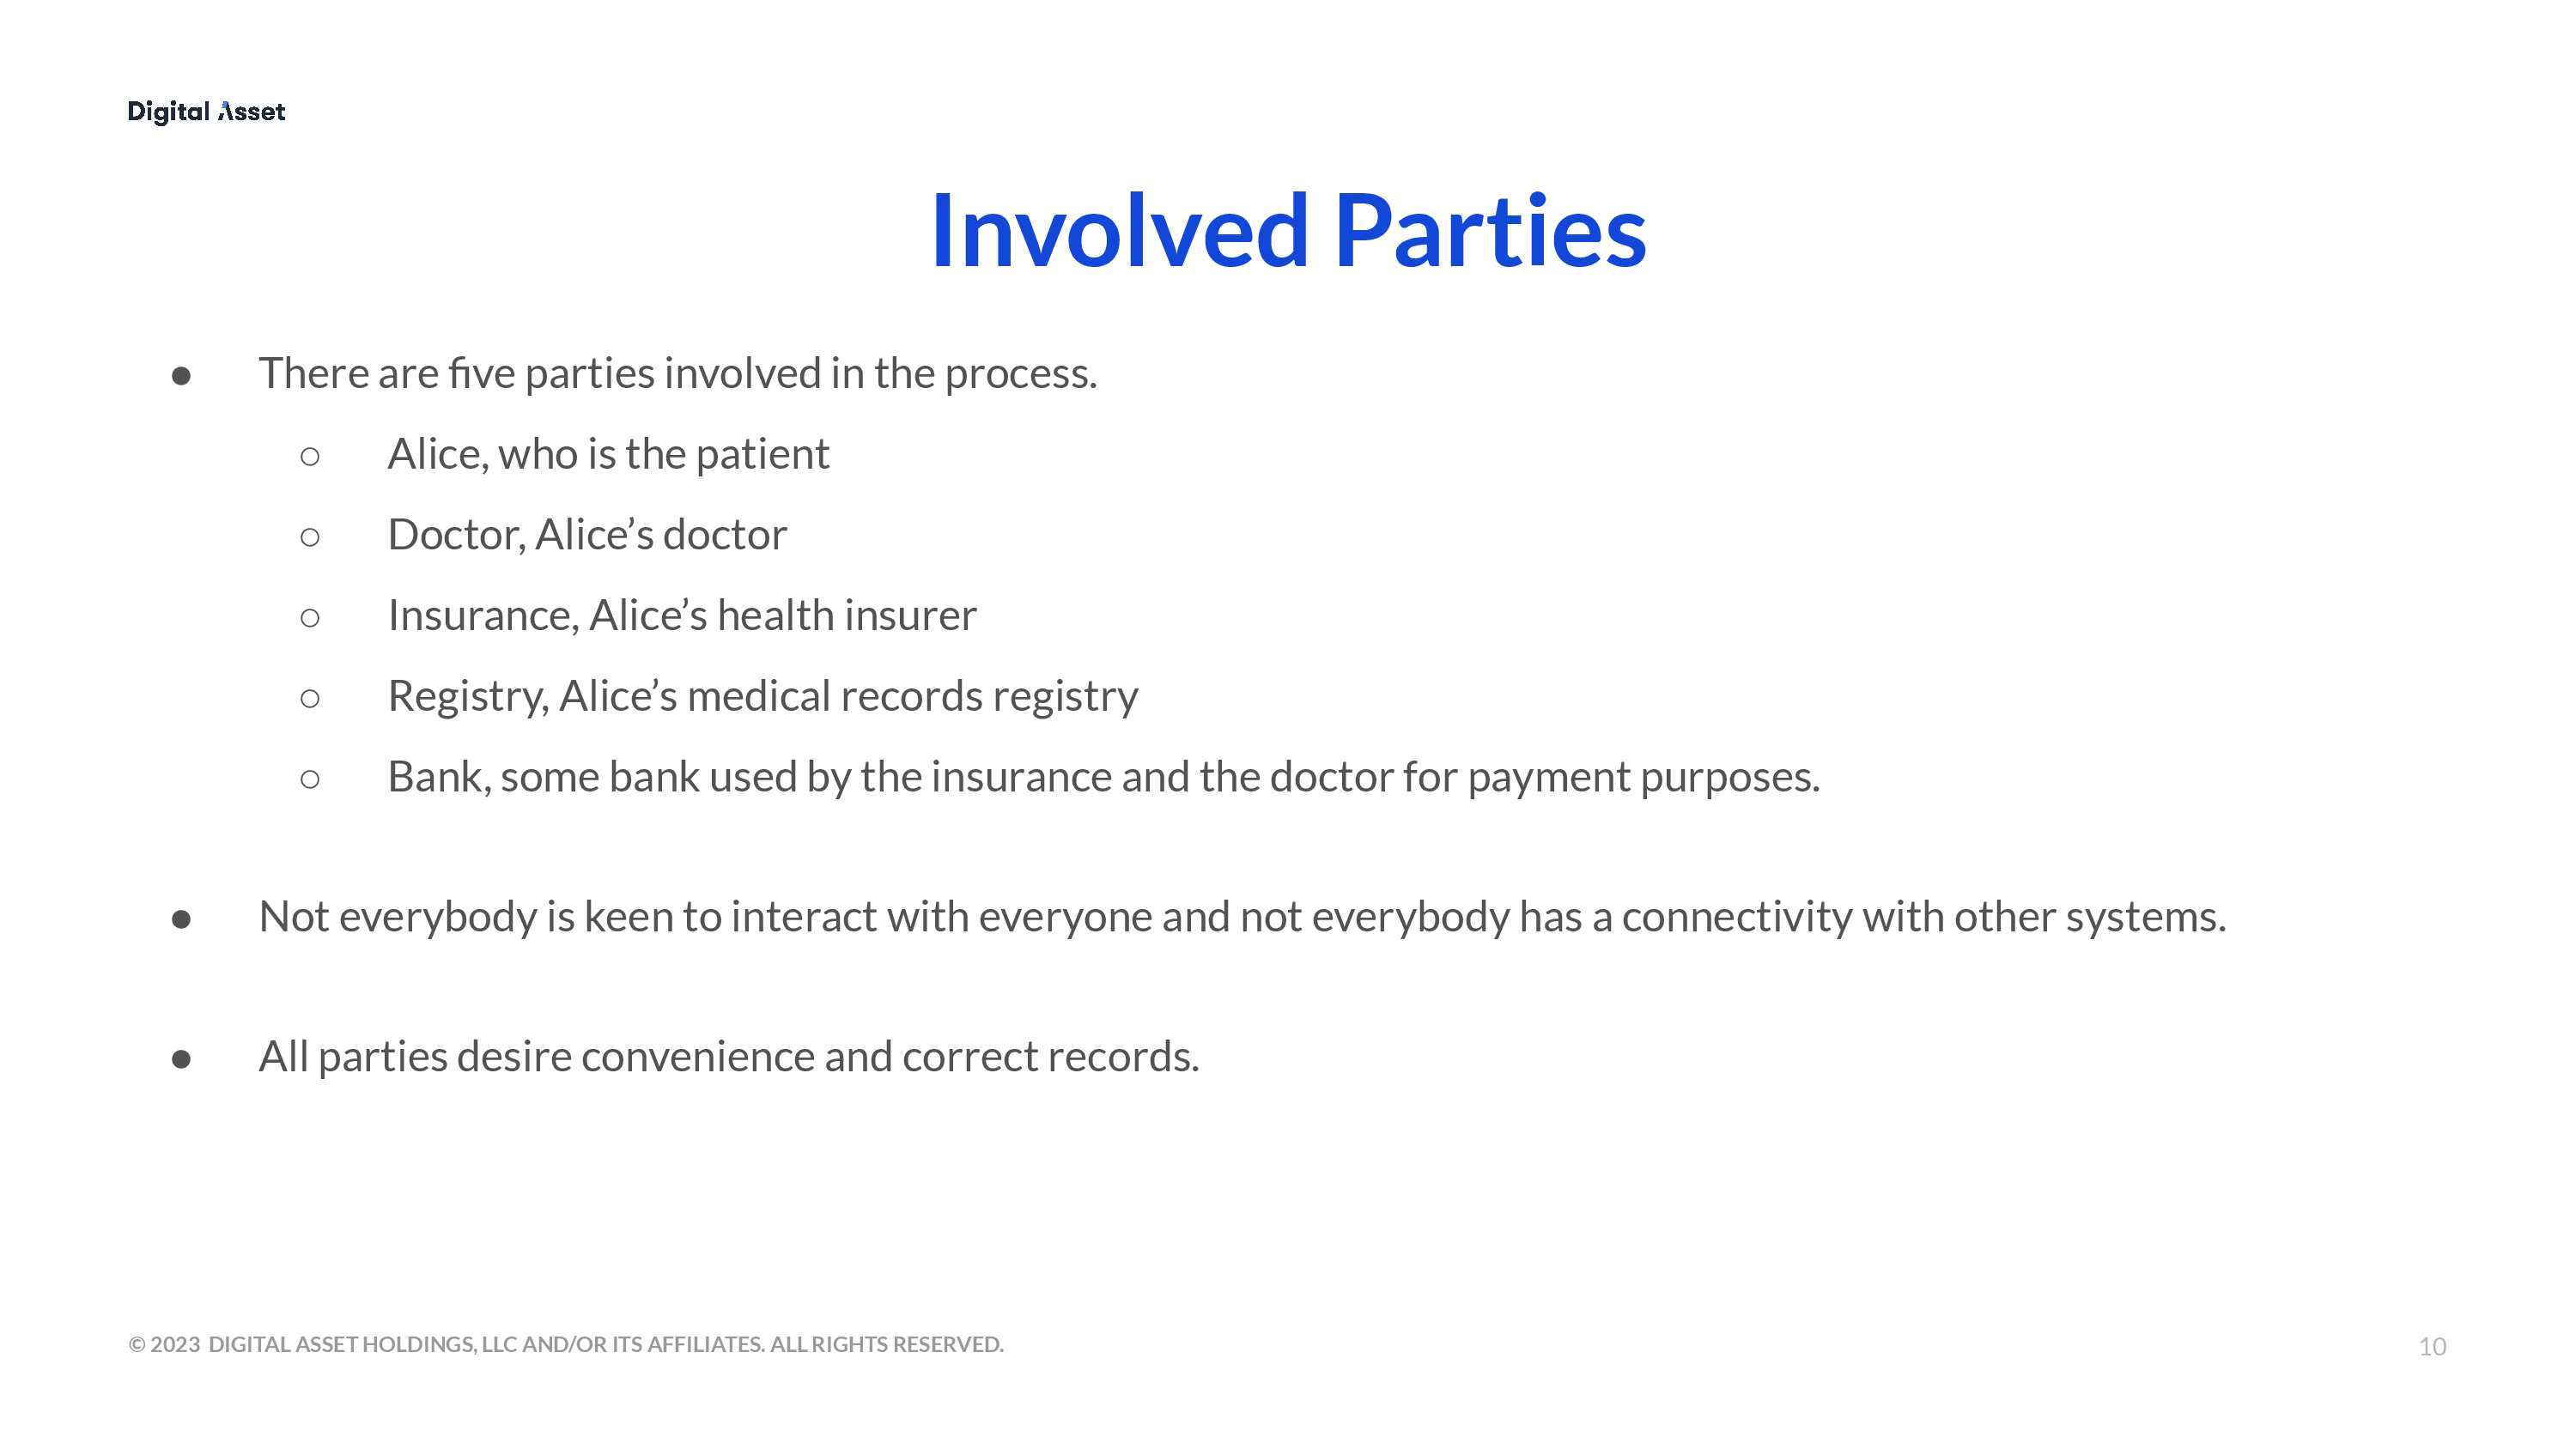 Digital Asset
Involved Parties
● There are five parties involved in the process.
○ Alice, who is the patient
○ Doctor, Alice’s doctor
○ Insurance, Alice’s health insurer
○ Registry, Alice’s medical records registry
○ Bank, some bank used by the insurance and the doctor for payment purposes.
● Not everybody is keen to interact with everyone and not everybody has a connectivity with other systems.
● All parties desire convenience and correct records.
© 2023 DIGITAL ASSET HOLDINGS, LLC AND/OR ITS AFFILIATES. ALL RIGHTS RESERVED.
10